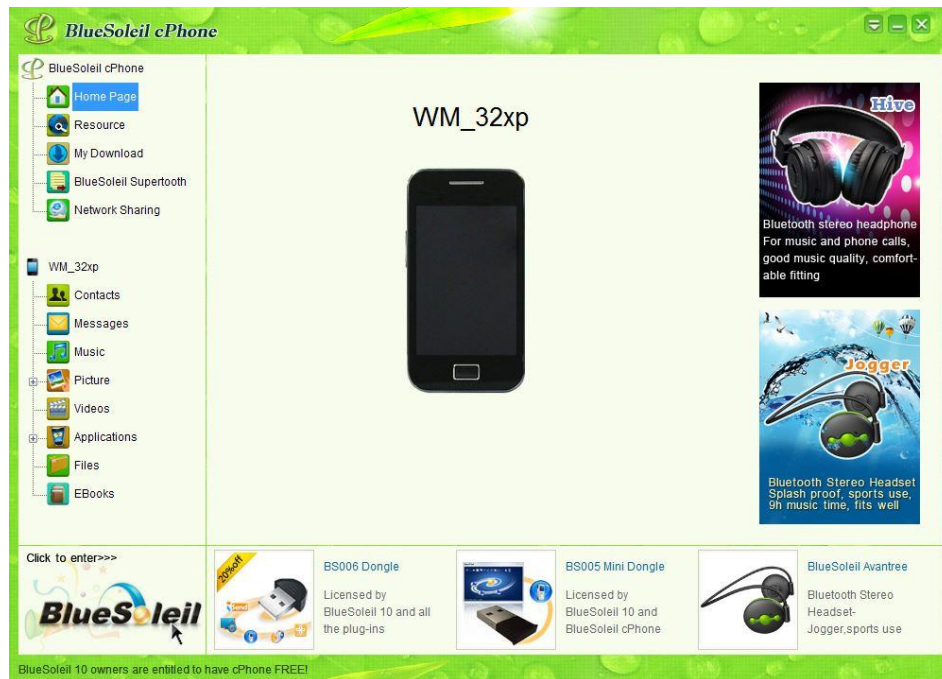 BlueSoleil cPhone
BlueSoleil cPhone
Home Page
Resource
My Download
BlueSoleil Supertooth
Network Sharing
WM_32xp
Contacts
Messages
Music
Picture
Videos
Applications
Files
EBooks
WM_32xp
Hive
Bluetooth stereo headphone
For music and phone calls,
good music quality, comfort-
able fitting
Jogger
Bluetooth Stereo Headset
Splash proof, sports use,
9h music time, fits well
Click to enter>>>
BlueSoleil
20%off
Send
BS006 Dongle
Licensed by
BlueSoleil 10 and all
the plug-ins
BS005 Mini Dongle
Licensed by
BlueSoleil 10 and
BlueSoleil cPhone
BlueSoleil Avantree
Bluetooth Stereo
Headset-
Jogger,sports use
BlueSoleil 10 owners are entitled to have cPhone FREE!